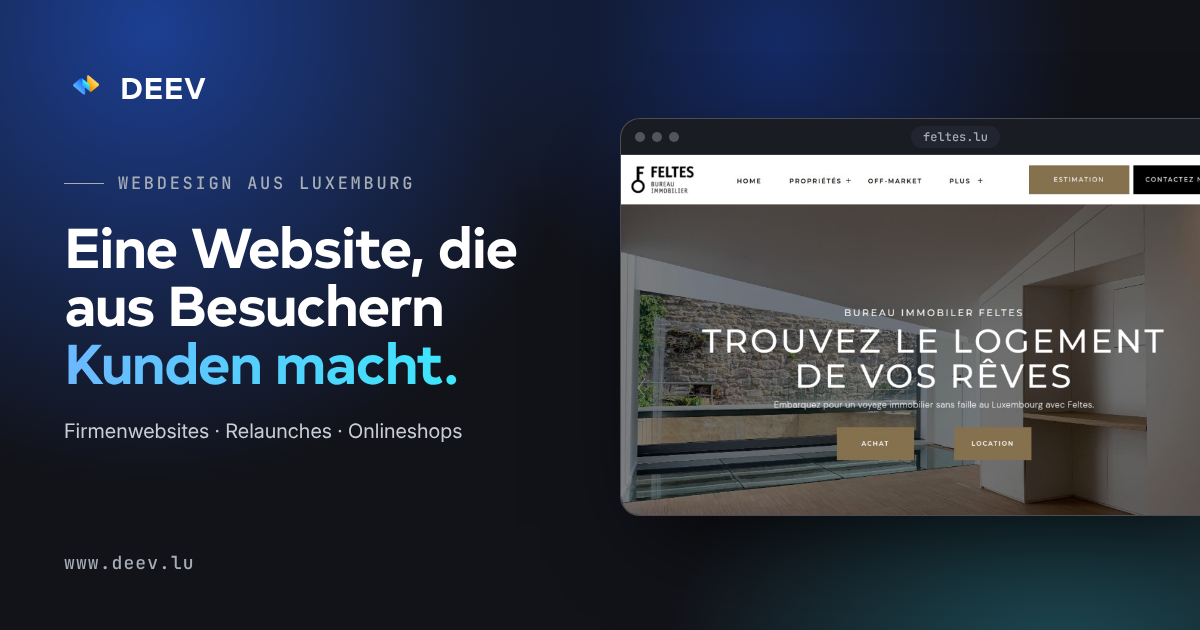 DEEV
WEBDESIGN AUS LUXEMBURG
Eine Website, die
aus Besuchern
Kunden macht.
Firmenwebsites · Relaunches · Onlineshops
www.deev.lu
feltes.lu
FELTES
BUREAU
IMMOBILIER
HOME PROPRIÉTÉS + OFF-MARKET PLUS + ESTIMATION CONTACTEZ N
BUREAU IMMOBILER FELTES
TROUVEZ LE LOGEMENT
DE VOS RÊVES
Embarquez pour un voyage immobilier sans faille au Luxembourg avec Feltes.
ACHAT LOCATION